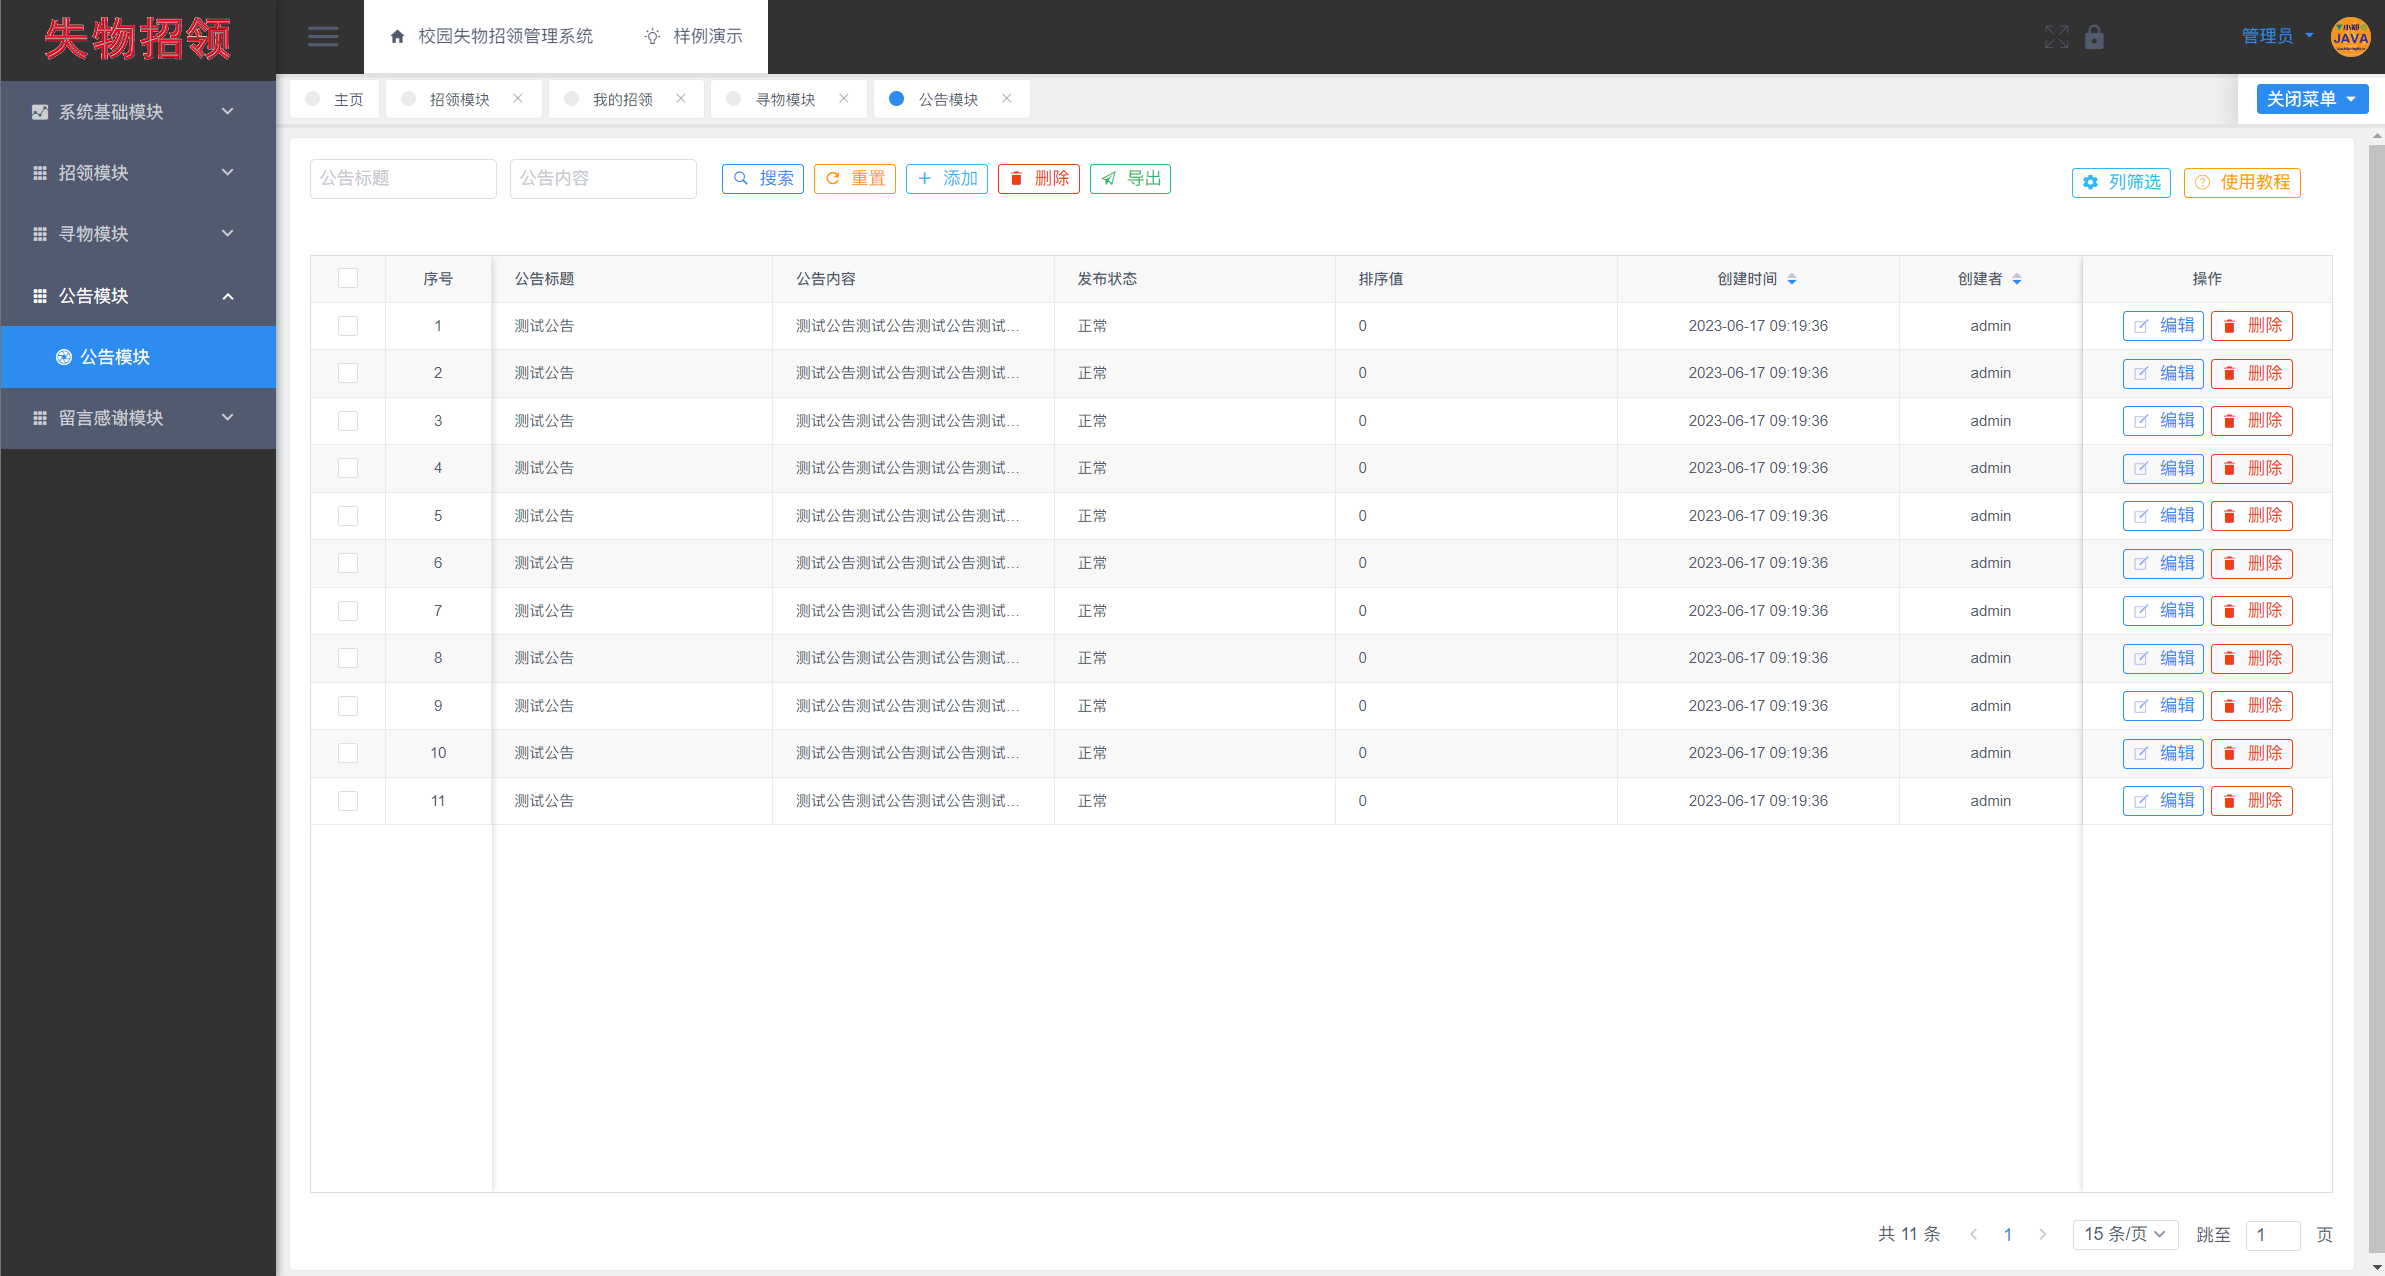 失物招领
校园失物招领管理系统 样例演示 管理员
小郑
JAVA
系统基础模块
招领模块
寻物模块
公告模块
公告模块
留言感谢模块
主页 招领模块 我的招领 寻物模块 公告模块 关闭菜单
公告标题 公告内容 搜索 重置 添加 删除 导出 列筛选 使用教程
序号 公告标题 公告内容 发布状态 排序值 创建时间 创建者 操作
1 测试公告 测试公告测试公告测试公告测试... 正常 0 2023-06-17 09:19:36 admin 编辑 删除
2 测试公告 测试公告测试公告测试公告测试... 正常 0 2023-06-17 09:19:36 admin 编辑 删除
3 测试公告 测试公告测试公告测试公告测试... 正常 0 2023-06-17 09:19:36 admin 编辑 删除
4 测试公告 测试公告测试公告测试公告测试... 正常 0 2023-06-17 09:19:36 admin 编辑 删除
5 测试公告 测试公告测试公告测试公告测试... 正常 0 2023-06-17 09:19:36 admin 编辑 删除
6 测试公告 测试公告测试公告测试公告测试... 正常 0 2023-06-17 09:19:36 admin 编辑 删除
7 测试公告 测试公告测试公告测试公告测试... 正常 0 2023-06-17 09:19:36 admin 编辑 删除
8 测试公告 测试公告测试公告测试公告测试... 正常 0 2023-06-17 09:19:36 admin 编辑 删除
9 测试公告 测试公告测试公告测试公告测试... 正常 0 2023-06-17 09:19:36 admin 编辑 删除
10 测试公告 测试公告测试公告测试公告测试... 正常 0 2023-06-17 09:19:36 admin 编辑 删除
11 测试公告 测试公告测试公告测试公告测试... 正常 0 2023-06-17 09:19:36 admin 编辑 删除
共 11 条 1 15 条/页 跳至 1 页